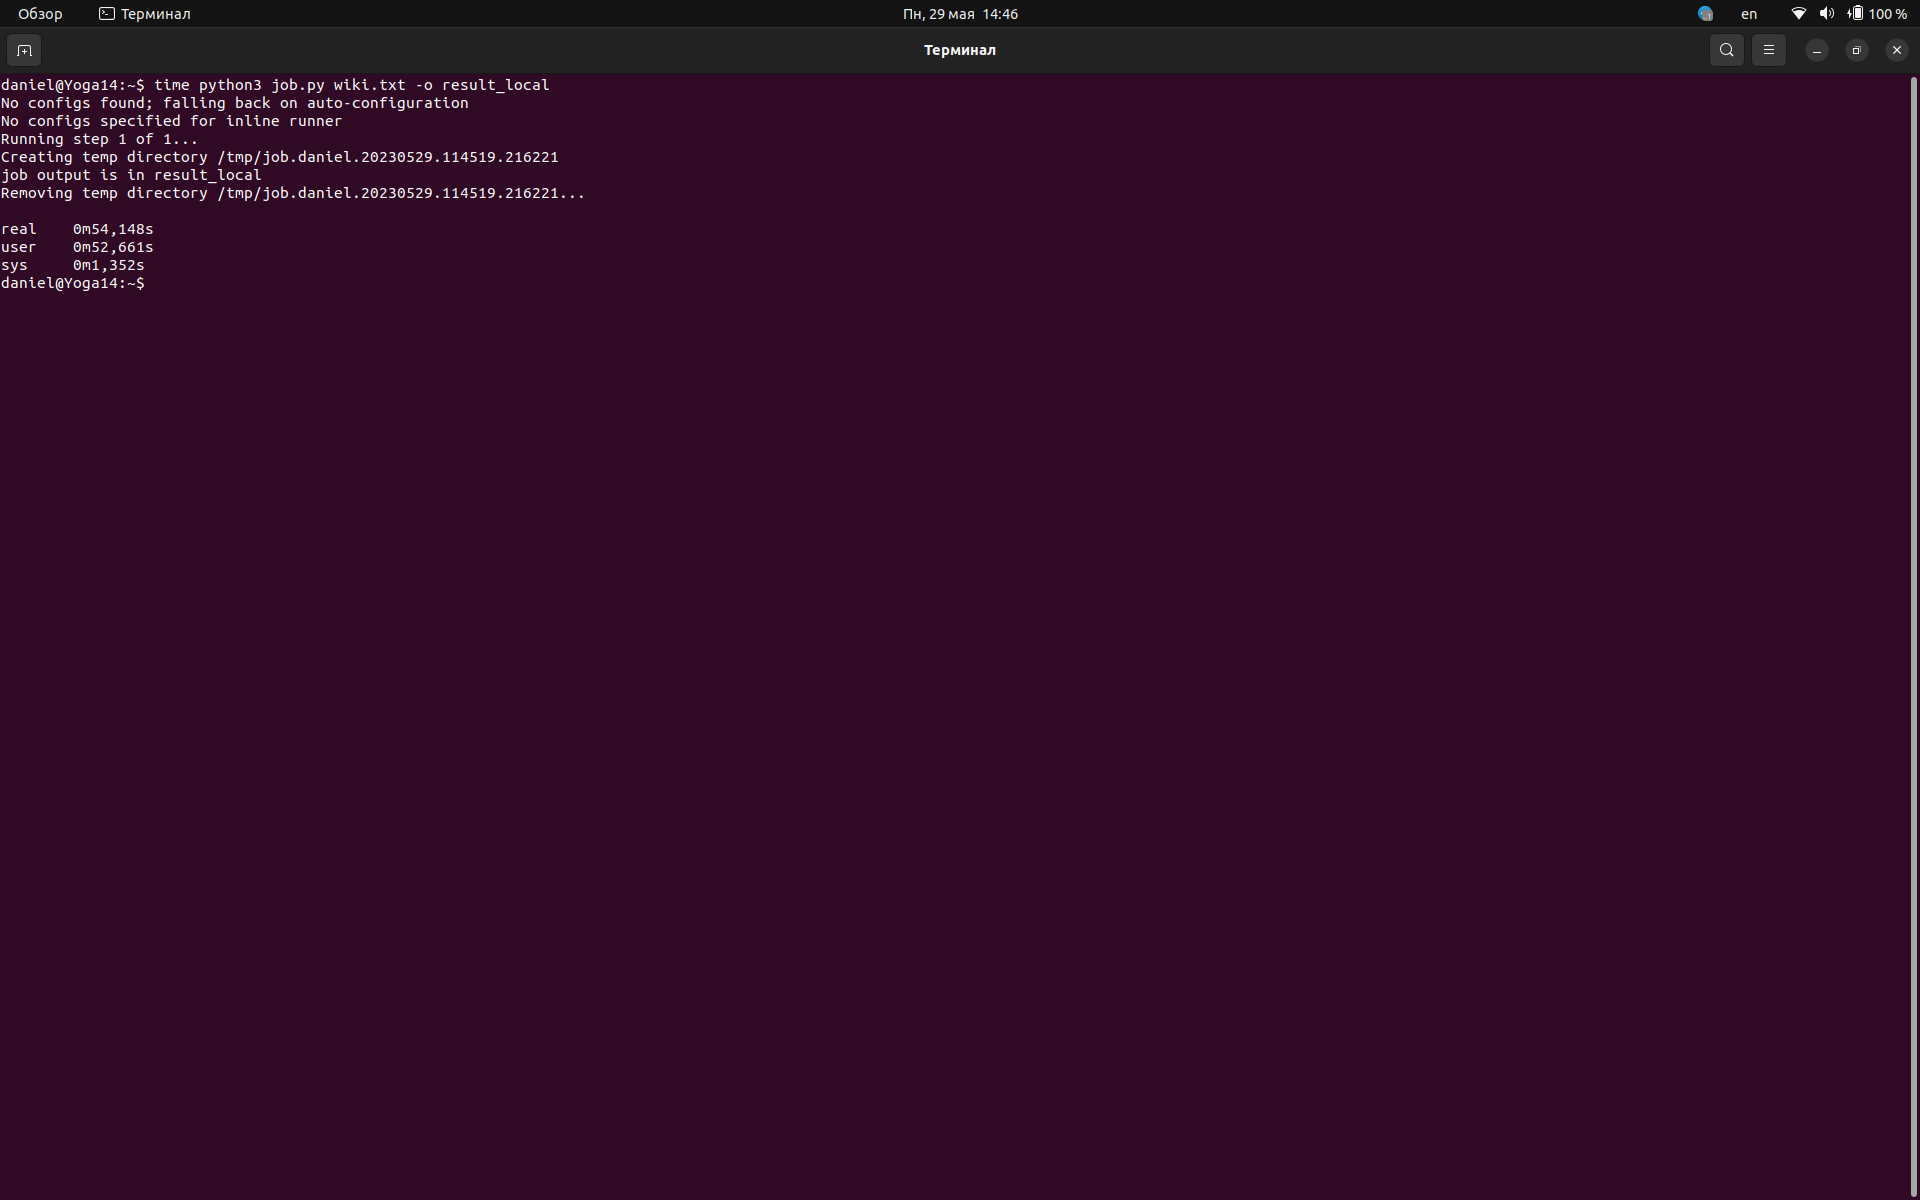 Обзор Терминал Пн, 29 мая 14:46 en 100 %
Терминал
daniel@Yoga14:~$ time python3 job.py wiki.txt -o result_local
No configs found; falling back on auto-configuration
No configs specified for inline runner
Running step 1 of 1...
Creating temp directory /tmp/job.daniel.20230529.114519.216221
job output is in result_local
Removing temp directory /tmp/job.daniel.20230529.114519.216221...
real 0m54,148s
user 0m52,661s
sys 0m1,352s
daniel@Yoga14:~$